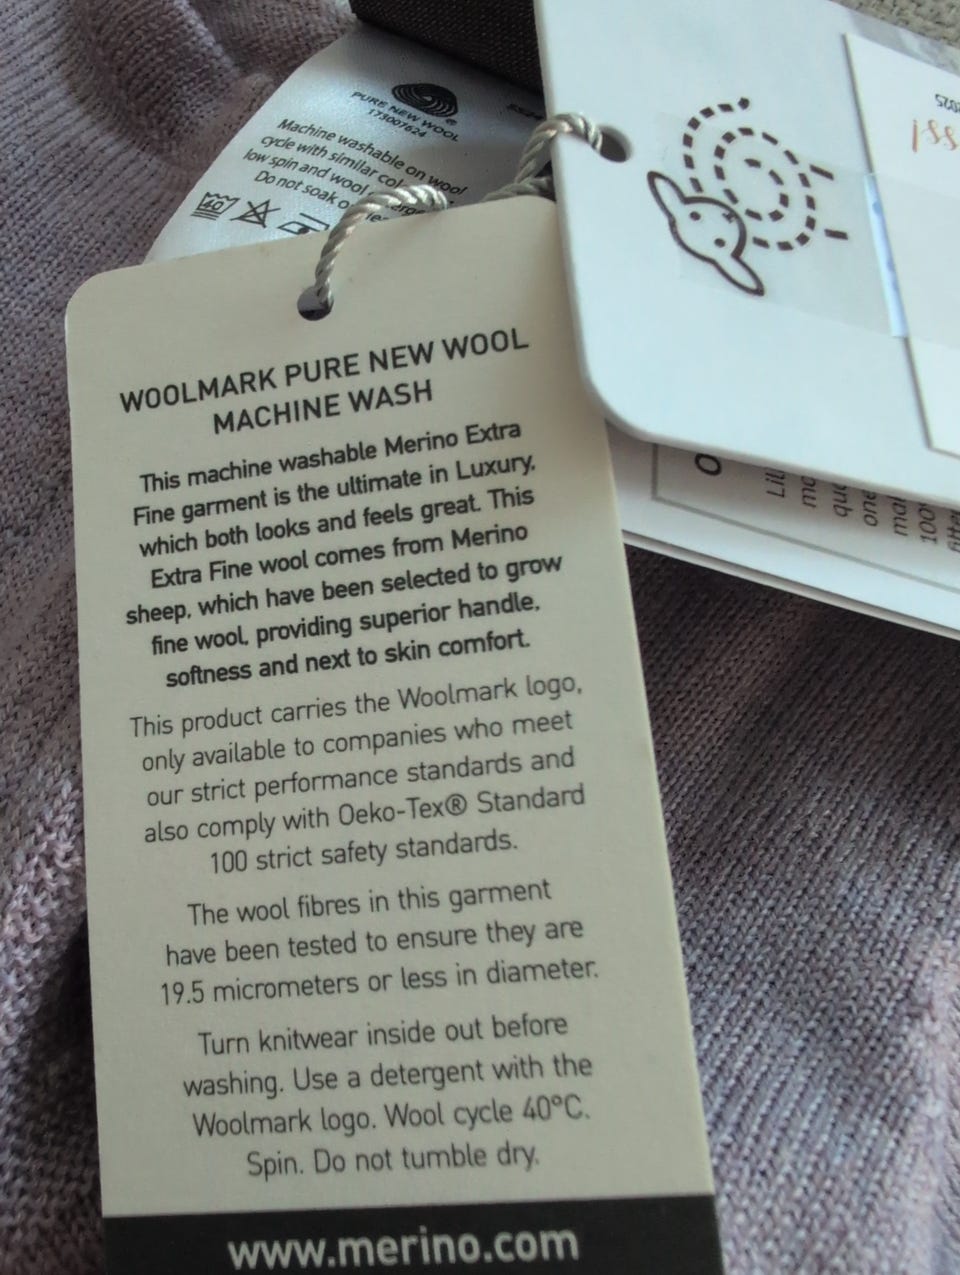 PURE NEW WOOL
173007624
Machine washable on wool
cycle with similar
low spin and wool
Do not soak
40
WOOLMARK PURE NEW WOOL
MACHINE WASH
This machine washable Merino Extra
Fine garment is the ultimate in Luxury,
which both looks and feels great. This
Extra Fine wool comes from Merino
sheep, which have been selected to grow
fine wool, providing superior handle,
softness and next to skin comfort.
This product carries the Woolmark logo,
only available to companies who meet
our strict performance standards and
also comply with Oeko-Tex® Standard
100 strict safety standards.
The wool fibres in this garment
have been tested to ensure they are
19.5 micrometers or less in diameter.
Turn knitwear inside out before
washing. Use a detergent with the
Woolmark logo. Wool cycle 40°C.
Spin. Do not tumble dry.
www.merino.com
2025